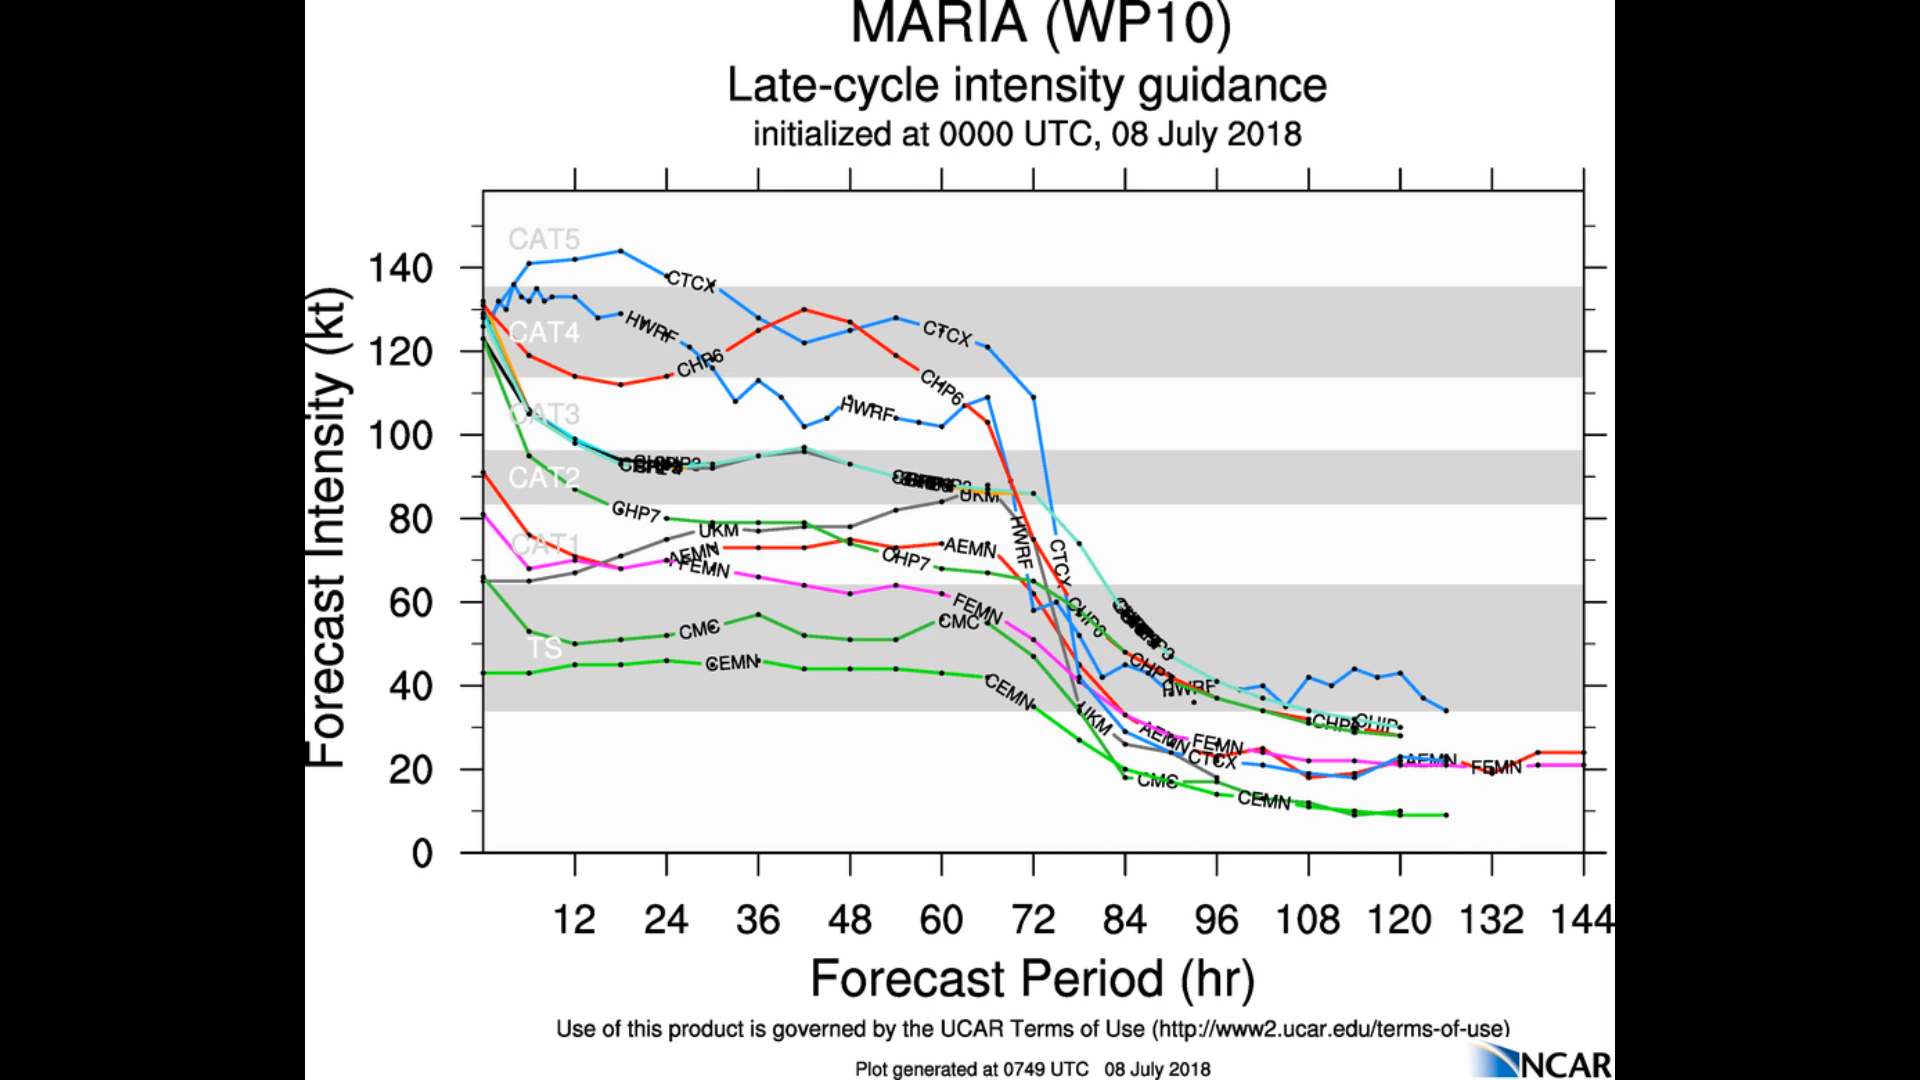 MARIA (WP10)
Late-cycle intensity guidance
initialized at 0000 UTC, 08 July 2018
Forecast Intensity (kt)
140
120
100
80
60
40
20
0
CAT5
CAT4
CAT3
CAT2
CAT1
TS
CTCX
CTCX
HWRF
CHP6
CHP6
HWRF
CHP7
UKM
UKM
AEMN
AEMN
FEMN
CHP7
FEMN
CMC
CMC
CEMN
CEMN
HWRF
CTCX
CHP6
CHP7
HWRF
UKM
AEMN
FEMN
CTCX
CMC
CEMN
AEMN
FEMN
12 24 36 48 60 72 84 96 108 120 132 144
Forecast Period (hr)
Use of this product is governed by the UCAR Terms of Use (http://www2.ucar.edu/terms-of-use)
Plot generated at 0749 UTC 08 July 2018
NCAR